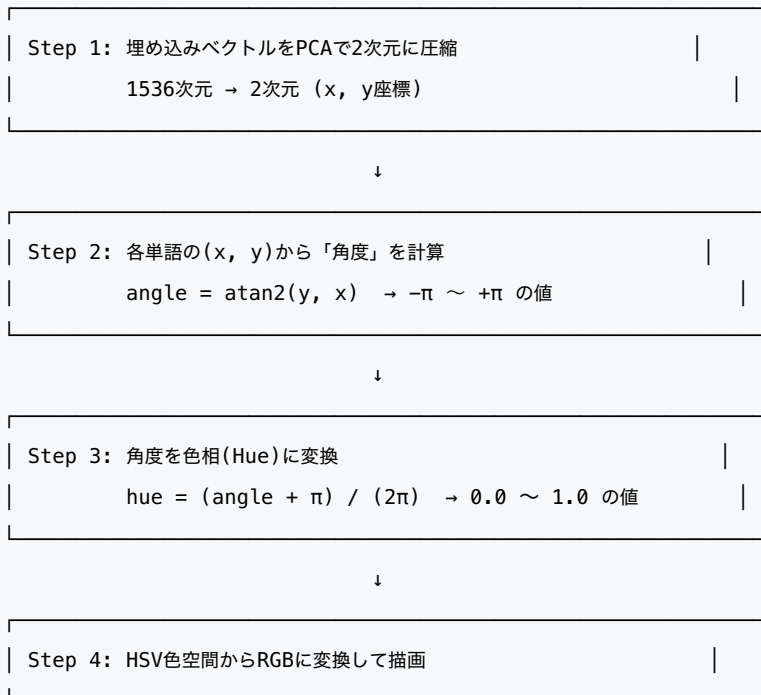 Step 1: 埋め込みベクトルをPCAで2次元に圧縮
1536次元 → 2次元 (x, y座標)
↓
Step 2: 各単語の(x, y)から「角度」を計算
angle = atan2(y, x) → -π ～ +π の値
↓
Step 3: 角度を色相(Hue)に変換
hue = (angle + π) / (2π) → 0.0 ～ 1.0 の値
↓
Step 4: HSV色空間からRGBに変換して描画